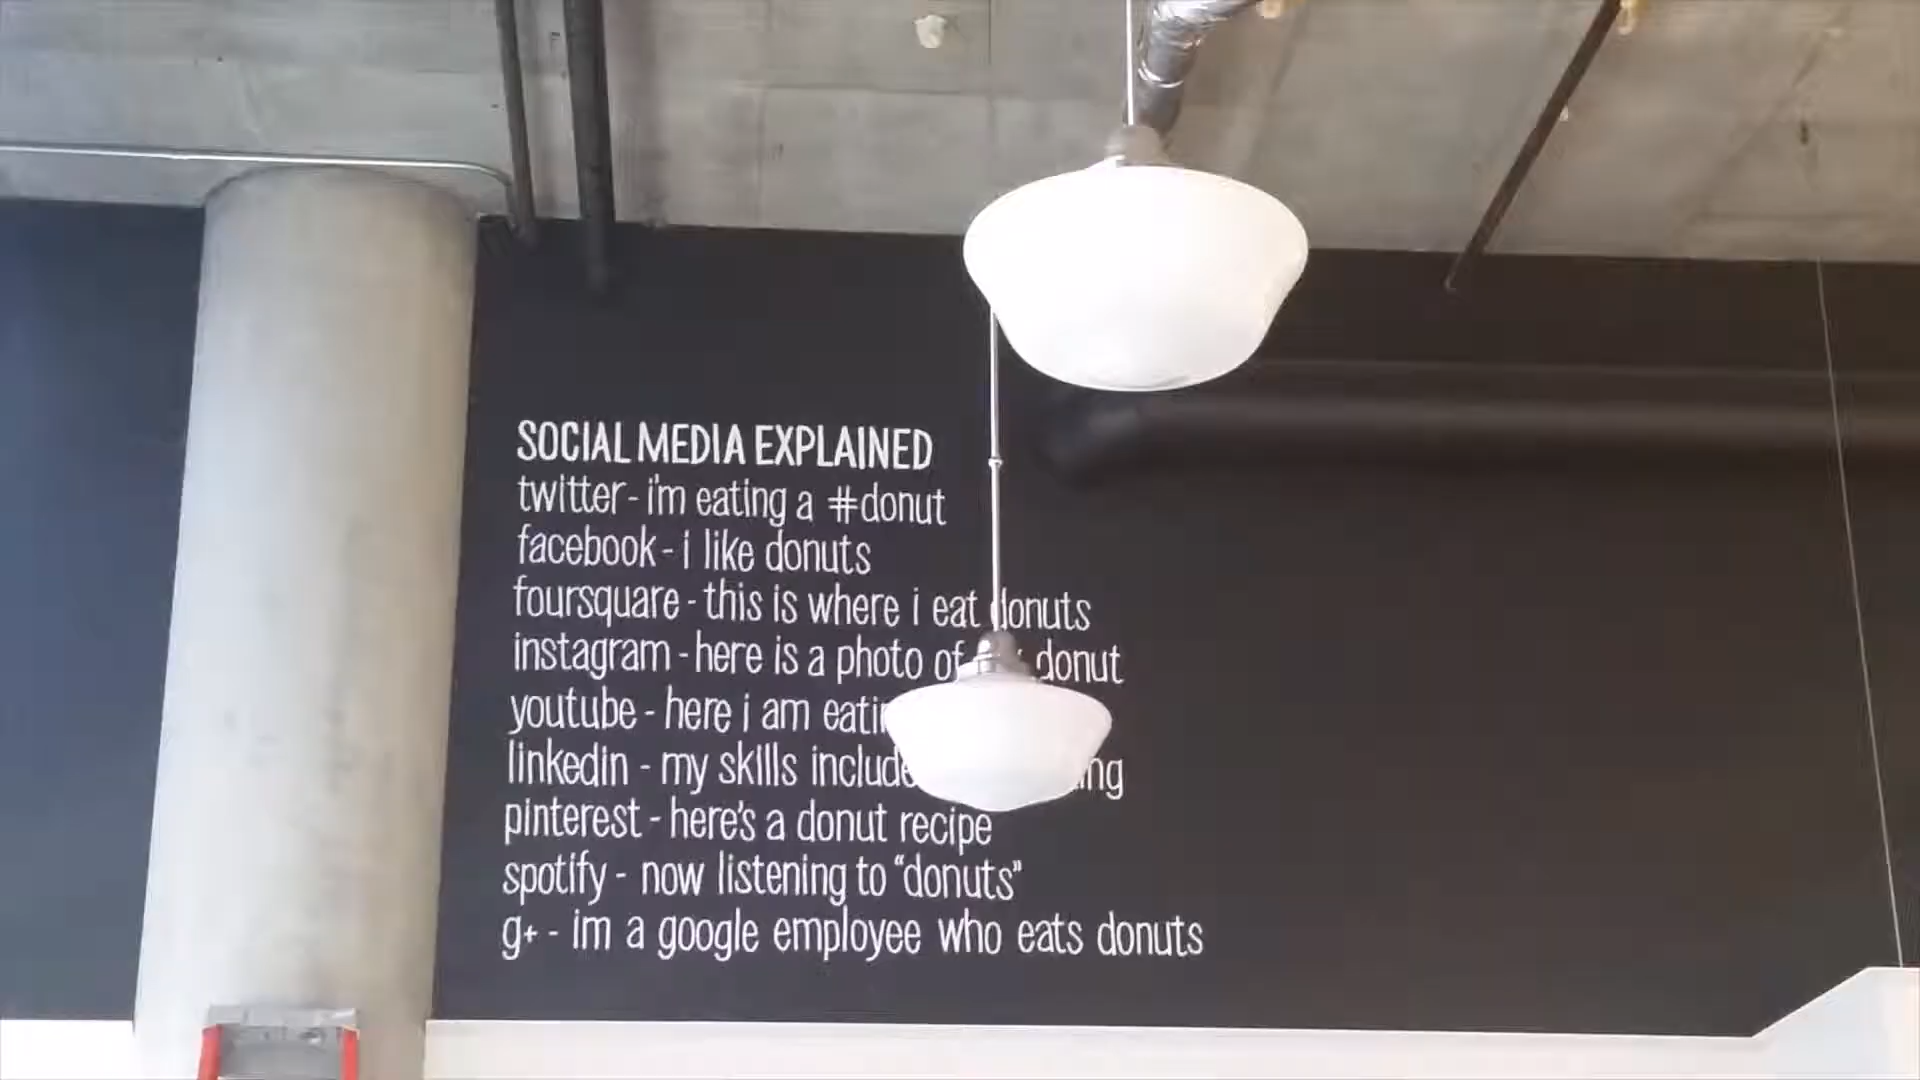 SOCIAL MEDIA EXPLAINED
twitter - i'm eating a #donut
facebook - i like donuts
foursquare - this is where i eat donuts
instagram - here is a photo of donut
youtube - here i am
linkedin - my skills include
pinterest - here's a donut recipe
spotify - now listening to "donuts"
g+ - im a google employee who eats donuts